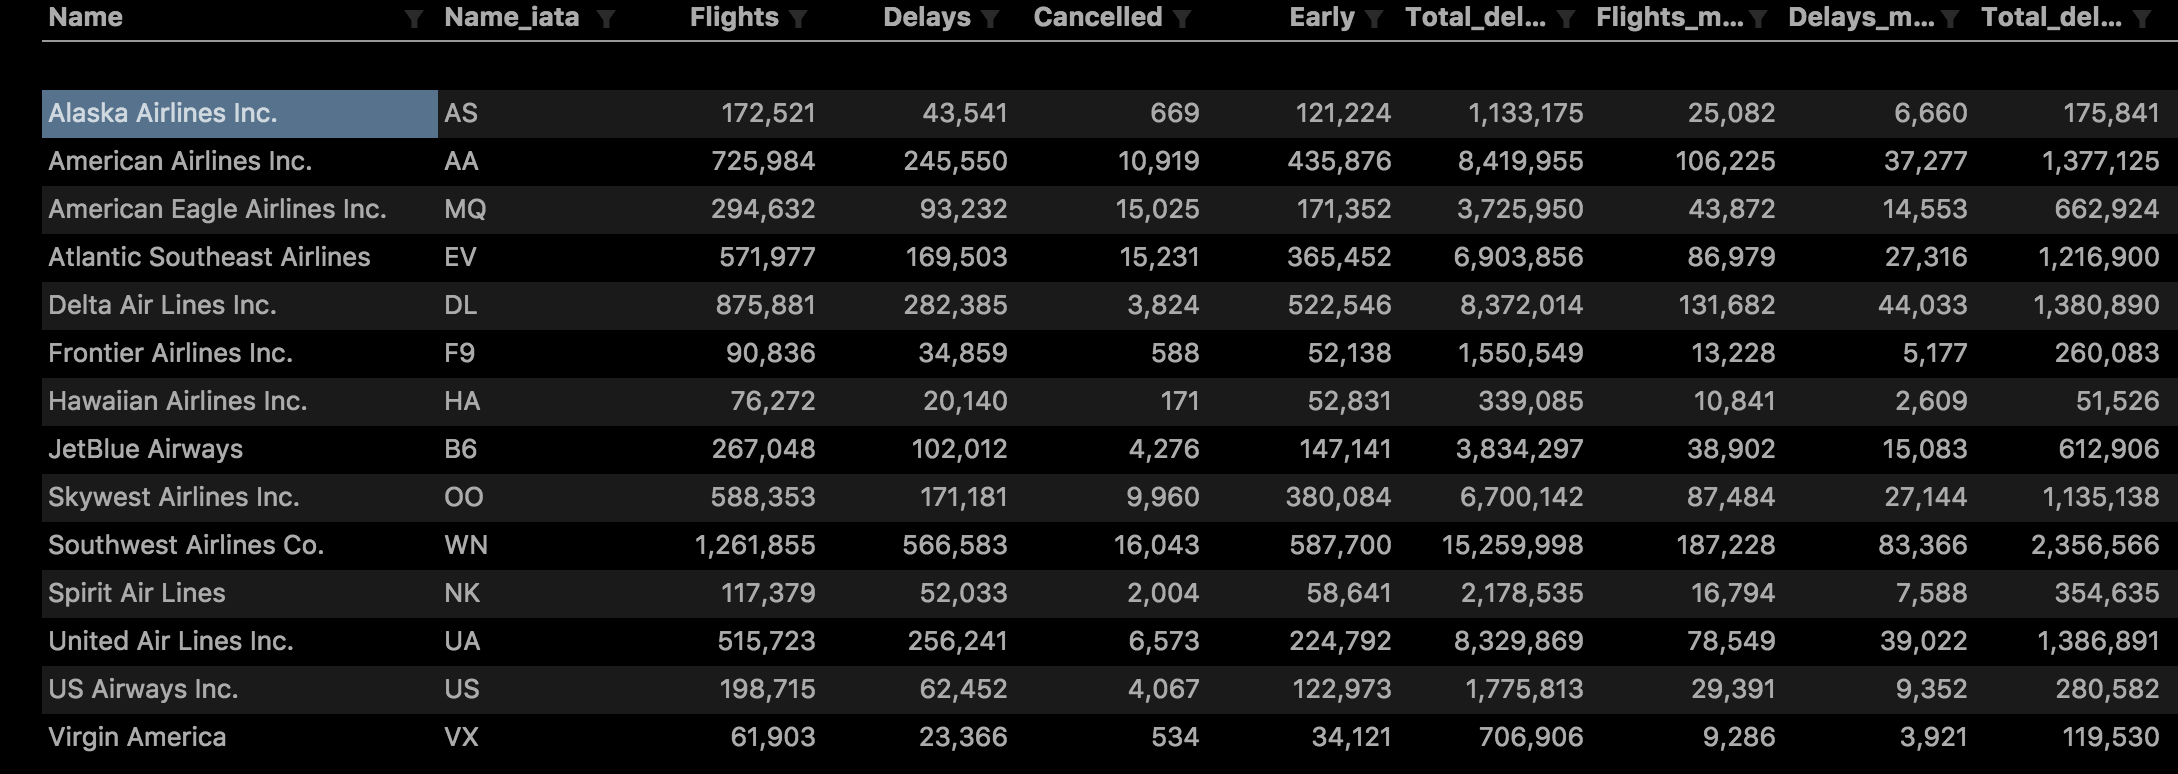 Name Name_iata Flights Delays Cancelled Early Total_del... Flights_m... Delays_m... Total_del...
Alaska Airlines Inc. AS 172,521 43,541 669 121,224 1,133,175 25,082 6,660 175,841
American Airlines Inc. AA 725,984 245,550 10,919 435,876 8,419,955 106,225 37,277 1,377,125
American Eagle Airlines Inc. MQ 294,632 93,232 15,025 171,352 3,725,950 43,872 14,553 662,924
Atlantic Southeast Airlines EV 571,977 169,503 15,231 365,452 6,903,856 86,979 27,316 1,216,900
Delta Air Lines Inc. DL 875,881 282,385 3,824 522,546 8,372,014 131,682 44,033 1,380,890
Frontier Airlines Inc. F9 90,836 34,859 588 52,138 1,550,549 13,228 5,177 260,083
Hawaiian Airlines Inc. HA 76,272 20,140 171 52,831 339,085 10,841 2,609 51,526
JetBlue Airways B6 267,048 102,012 4,276 147,141 3,834,297 38,902 15,083 612,906
Skywest Airlines Inc. OO 588,353 171,181 9,960 380,084 6,700,142 87,484 27,144 1,135,138
Southwest Airlines Co. WN 1,261,855 566,583 16,043 587,700 15,259,998 187,228 83,366 2,356,566
Spirit Air Lines NK 117,379 52,033 2,004 58,641 2,178,535 16,794 7,588 354,635
United Air Lines Inc. UA 515,723 256,241 6,573 224,792 8,329,869 78,549 39,022 1,386,891
US Airways Inc. US 198,715 62,452 4,067 122,973 1,775,813 29,391 9,352 280,582
Virgin America VX 61,903 23,366 534 34,121 706,906 9,286 3,921 119,530